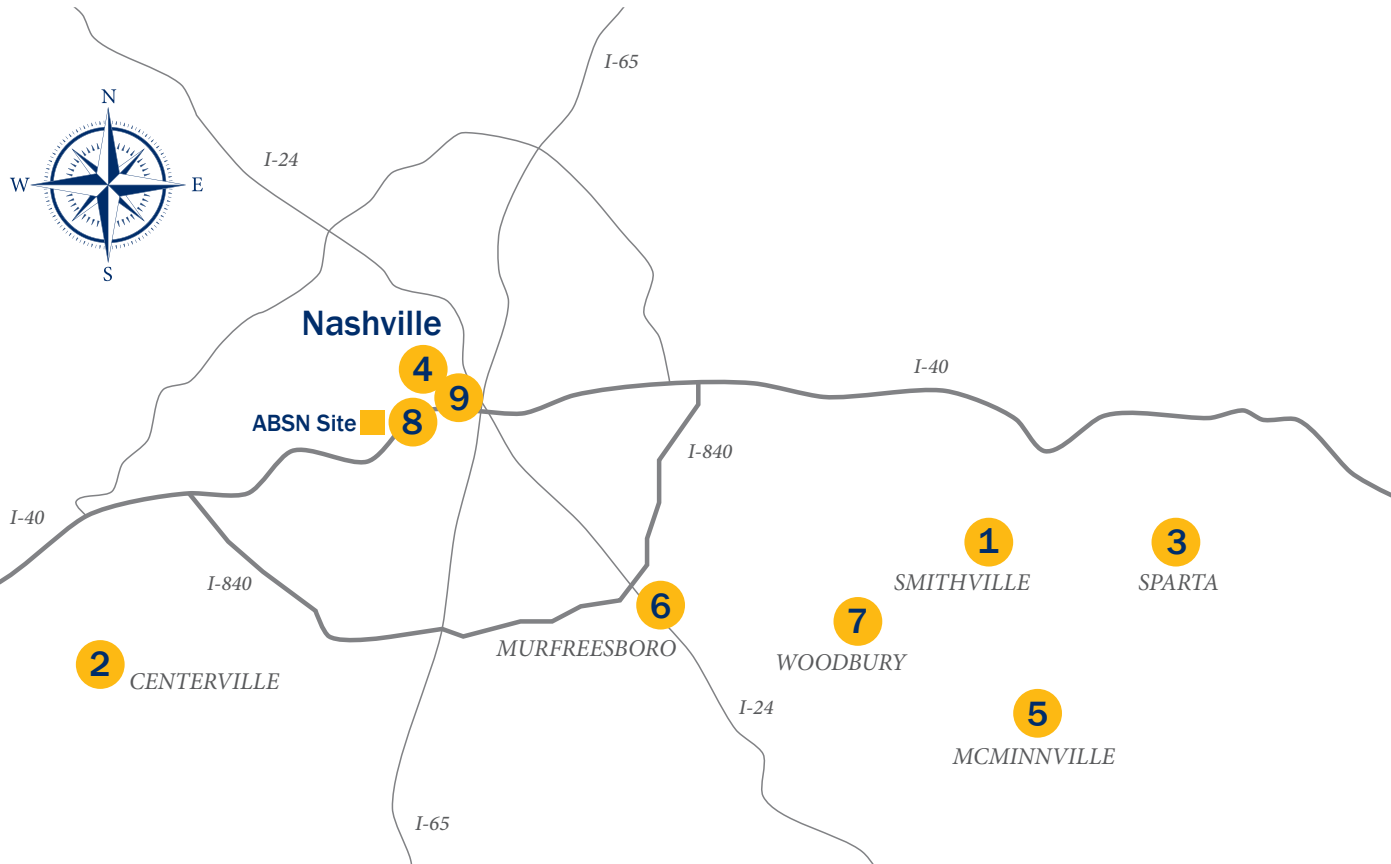 I-65
N
I-24
W
E
S
Nashville
4
I-40
9
ABSN Site
8
I-840
I-40
1
3
I-840
SMITHVILLE
SPARTA
6
7
MURFREESBORO
WOODBURY
2
CENTERVILLE
I-24
5
MCMINNVILLE
I-65